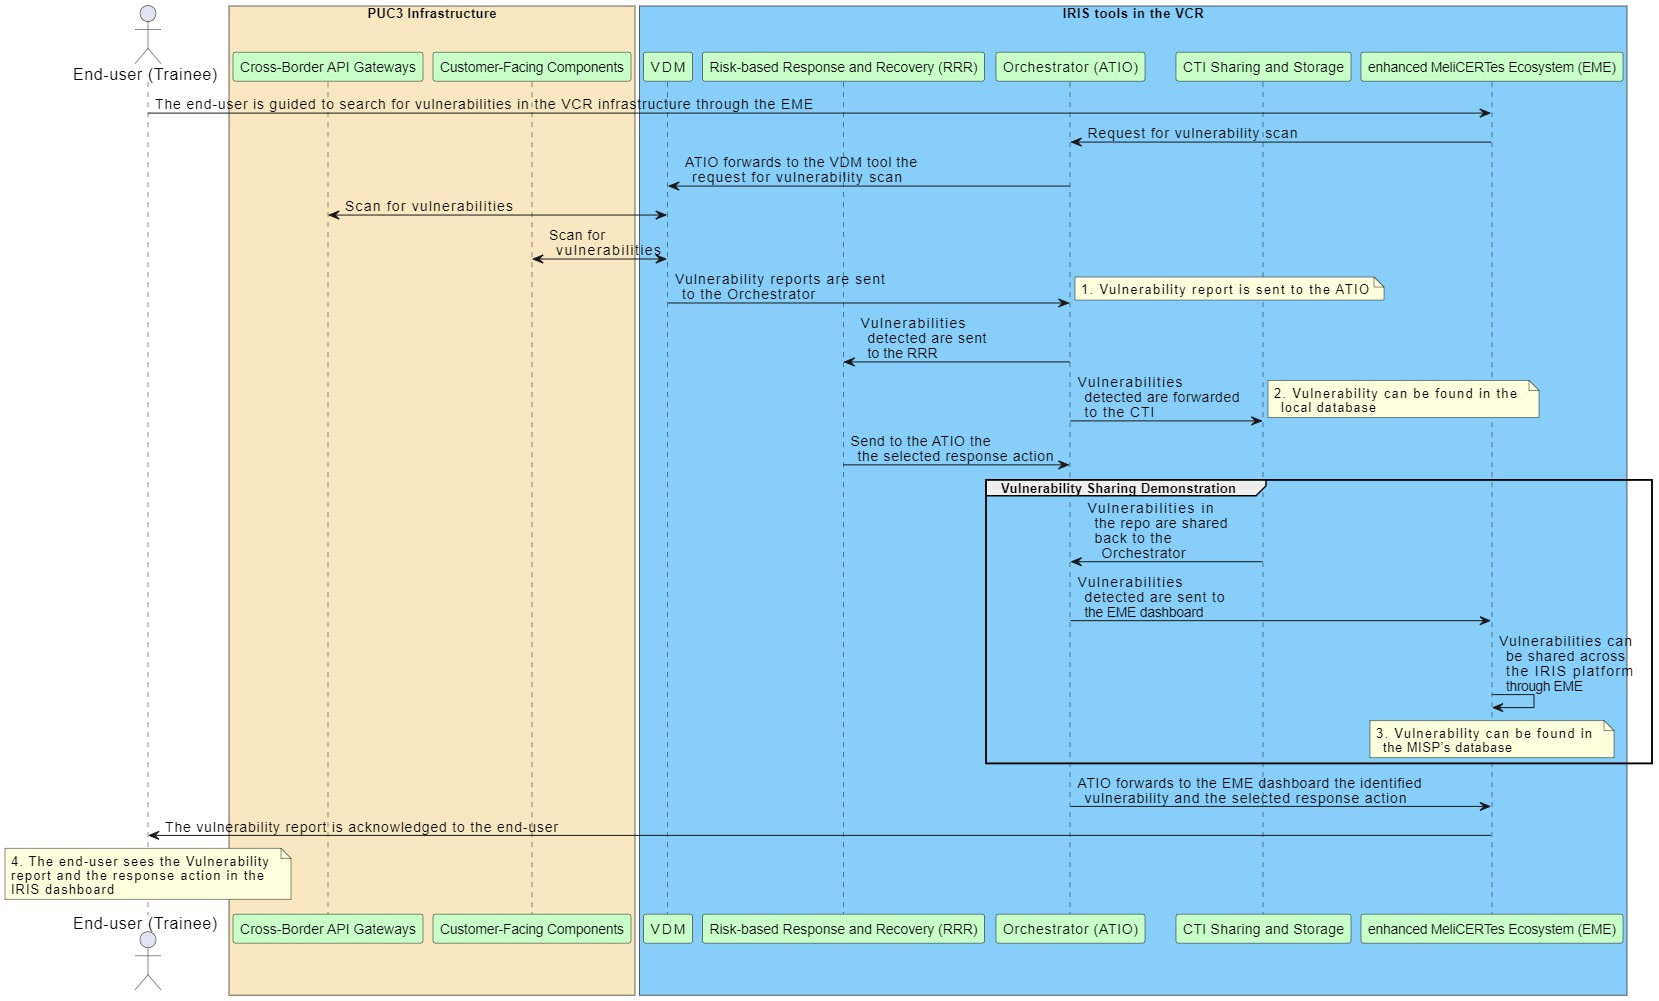 PUC3 Infrastructure
IRIS tools in the VCR
End-user (Trainee)
Cross-Border API Gateways
Customer-Facing Components
VDM
Risk-based Response and Recovery (RRR)
Orchestrator (ATIO)
CTI Sharing and Storage
enhanced MeliCERTes Ecosystem (EME)
The end-user is guided to search for vulnerabilities in the VCR infrastructure through the EME
Request for vulnerability scan
ATIO forwards to the VDM tool the
request for vulnerability scan
Scan for vulnerabilities
Scan for
vulnerabilities
Vulnerability reports are sent
to the Orchestrator
1. Vulnerability report is sent to the ATIO
Vulnerabilities
detected are sent
to the RRR
Vulnerabilities
detected are forwarded
to the CTI
2. Vulnerability can be found in the
local database
Send to the ATIO the
the selected response action
Vulnerability Sharing Demonstration
Vulnerabilities in
the repo are shared
back to the
Orchestrator
Vulnerabilities
detected are sent to
the EME dashboard
Vulnerabilities can
be shared across
the IRIS platform
through EME
3. Vulnerability can be found in
the MISP's database
ATIO forwards to the EME dashboard the identified
vulnerability and the selected response action
The vulnerability report is acknowledged to the end-user
4. The end-user sees the Vulnerability
report and the response action in the
IRIS dashboard
End-user (Trainee)
Cross-Border API Gateways
Customer-Facing Components
VDM
Risk-based Response and Recovery (RRR)
Orchestrator (ATIO)
CTI Sharing and Storage
enhanced MeliCERTes Ecosystem (EME)